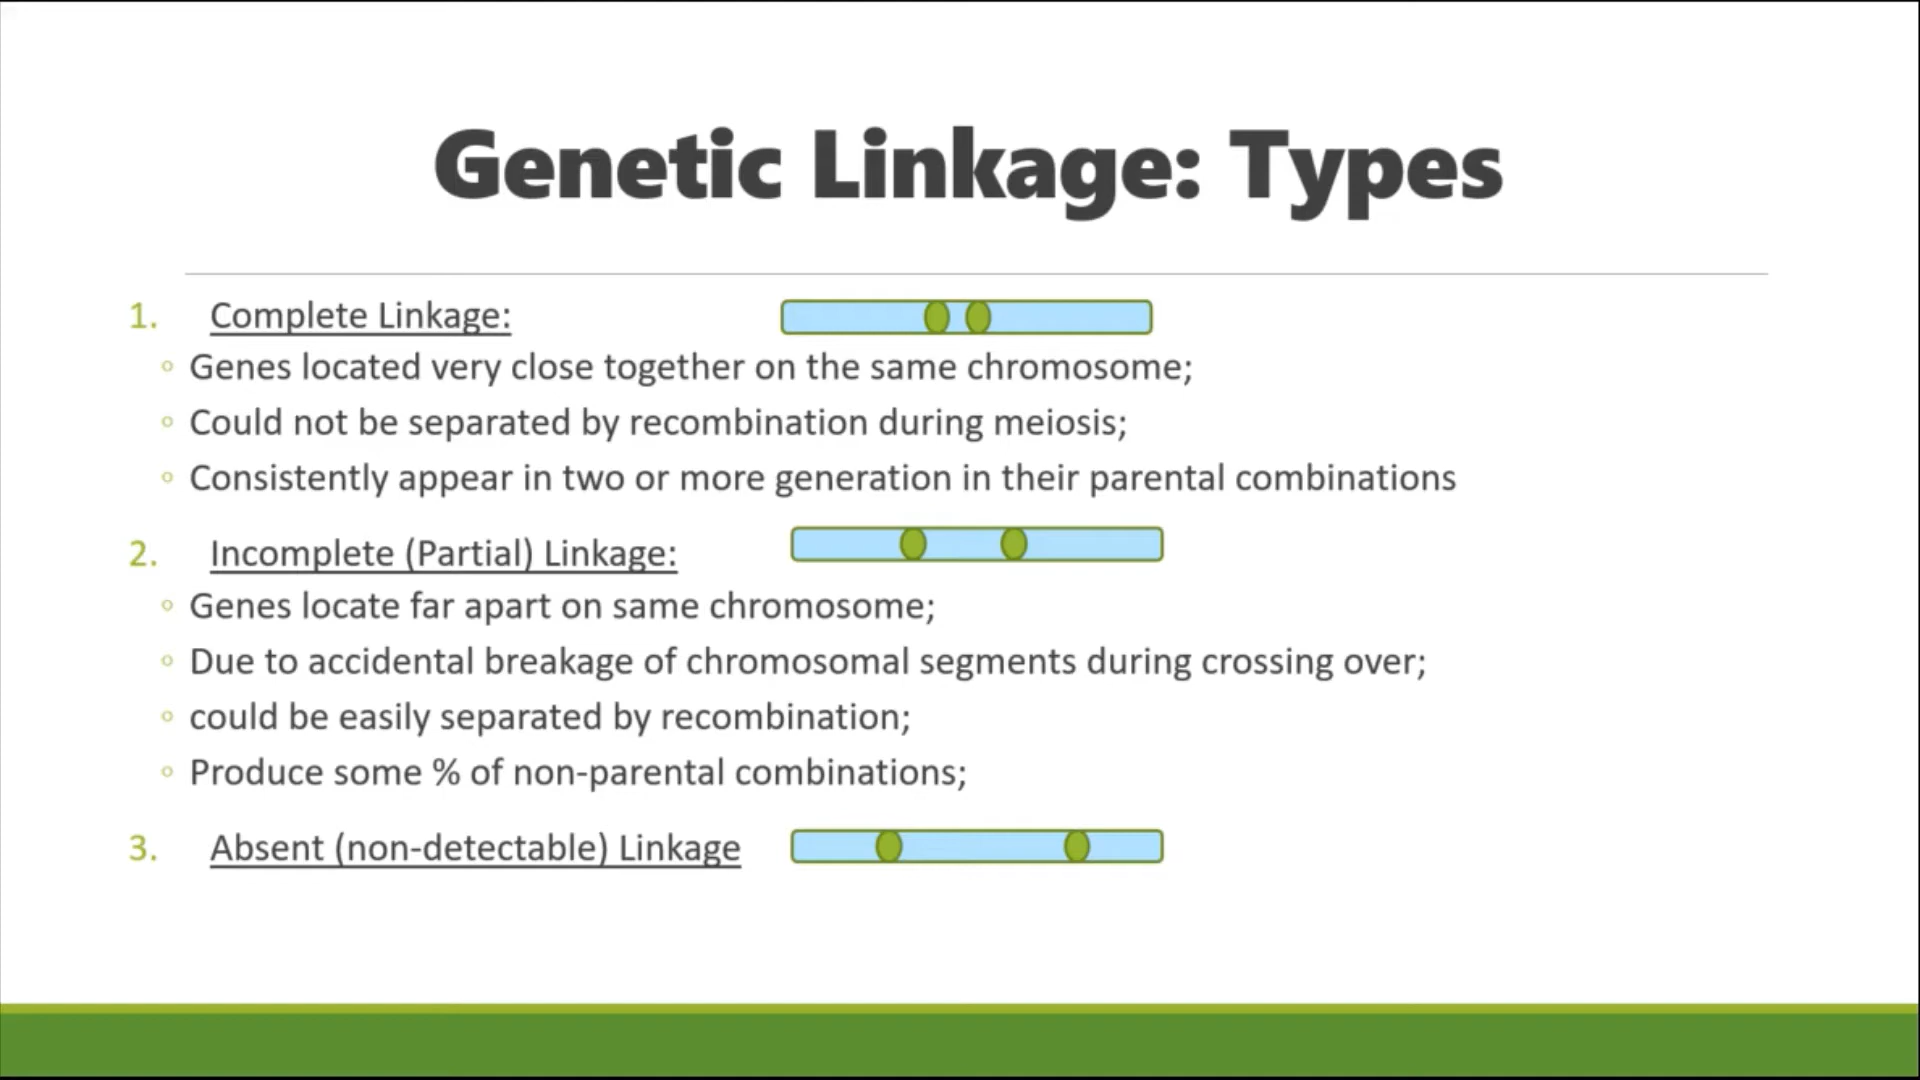 Genetic Linkage: Types
1. Complete Linkage:
◦ Genes located very close together on the same chromosome;
◦ Could not be separated by recombination during meiosis;
◦ Consistently appear in two or more generation in their parental combinations
2. Incomplete (Partial) Linkage:
◦ Genes locate far apart on same chromosome;
◦ Due to accidental breakage of chromosomal segments during crossing over;
◦ could be easily separated by recombination;
◦ Produce some % of non-parental combinations;
3. Absent (non-detectable) Linkage